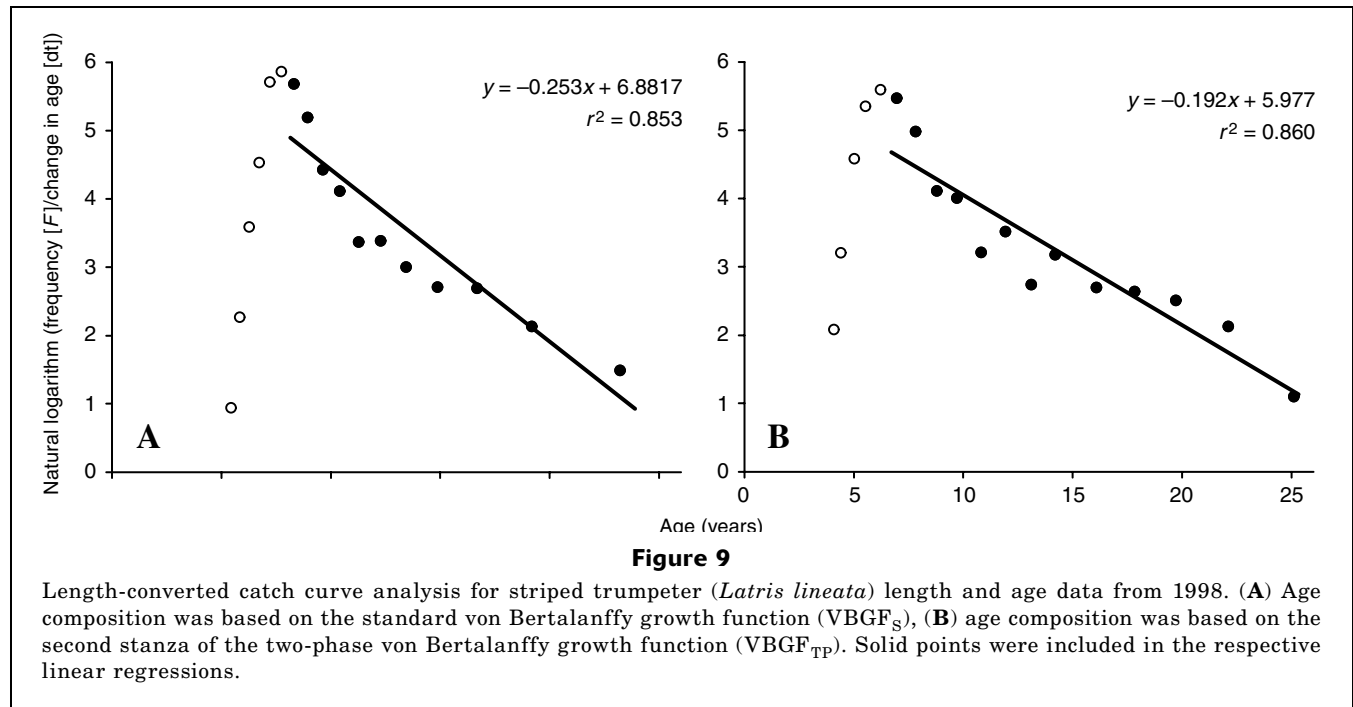 Natural logarithm (frequency [F]/change in age [dt])
6
5
4
3
2
1
0
y = –0.253x + 6.8817
r2 = 0.853
A
6
5
4
3
2
1
0
y = –0.192x + 5.977
r2 = 0.860
B
0 5 10 15 20 25
Age (years)
Figure 9
Length-converted catch curve analysis for striped trumpeter (Latris lineata) length and age data from 1998. (A) Age
composition was based on the standard von Bertalanffy growth function (VBGFS), (B) age composition was based on the
second stanza of the two-phase von Bertalanffy growth function (VBGFTP). Solid points were included in the respective
linear regressions.